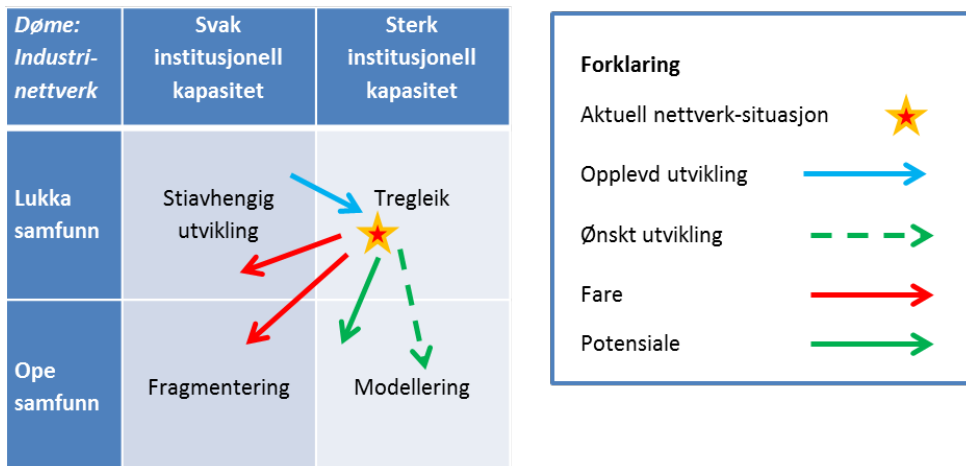 Døme:
Industri-
nettverk
Svak
institusjonell
kapasitet
Sterk
institusjonell
kapasitet
Lukka
samfunn
Stiavhengig
utvikling
Tregleik
Ope
samfunn
Fragmentering
Modellering
Forklaring
Aktuell nettverk-situasjon
Opplevd utvikling
Ønskt utvikling
Fare
Potensiale